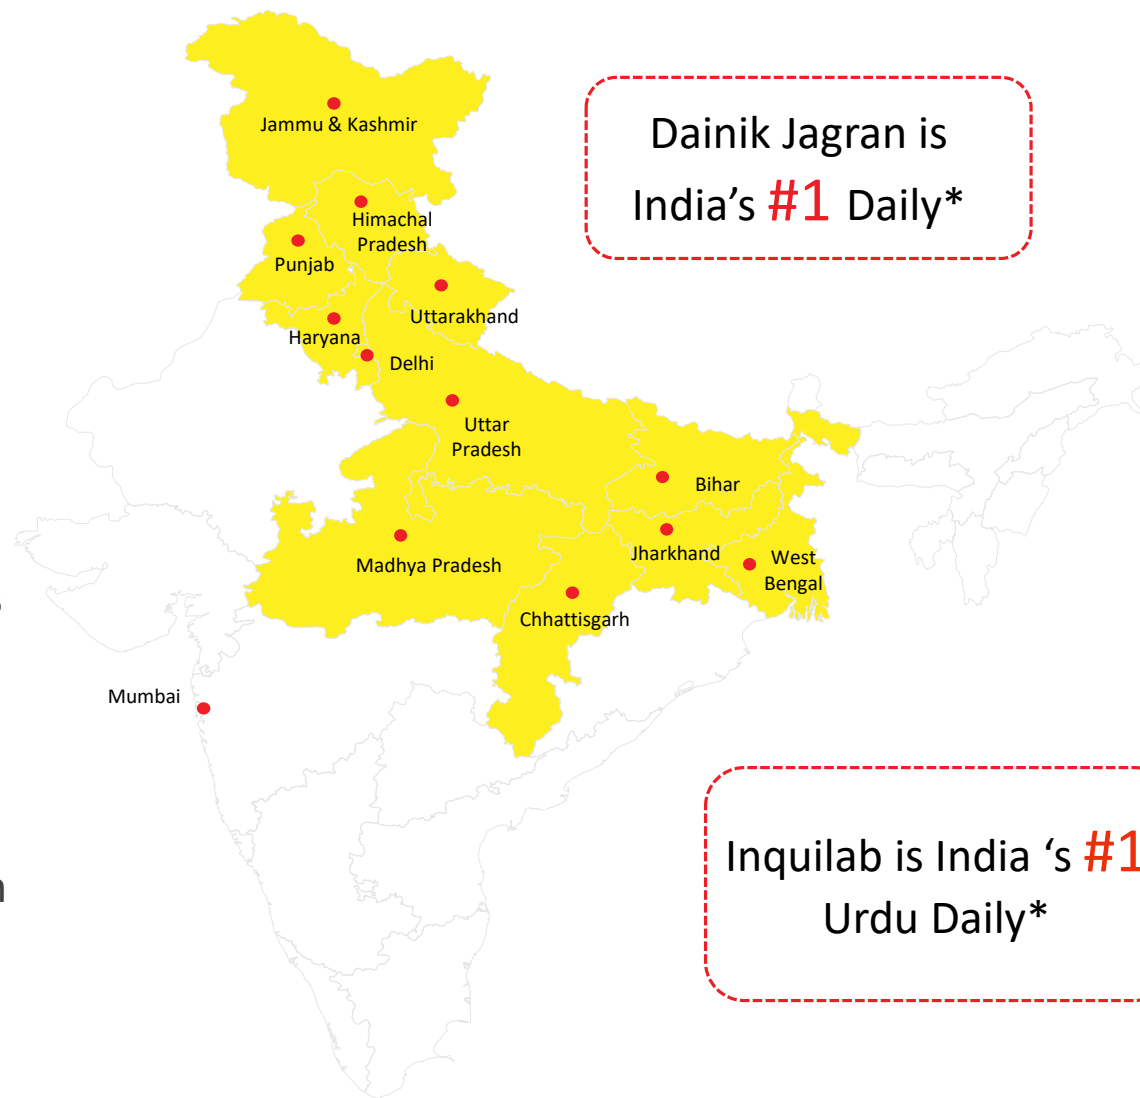 Jammu & Kashmir
Dainik Jagran is
India’s #1 Daily*
Himachal
Pradesh
Punjab
Uttarakhand
Haryana
Delhi
Uttar
Pradesh
Bihar
Jharkhand
West
Bengal
Madhya Pradesh
Chhattisgarh
Mumbai
Inquilab is India ‘s #1
Urdu Daily*